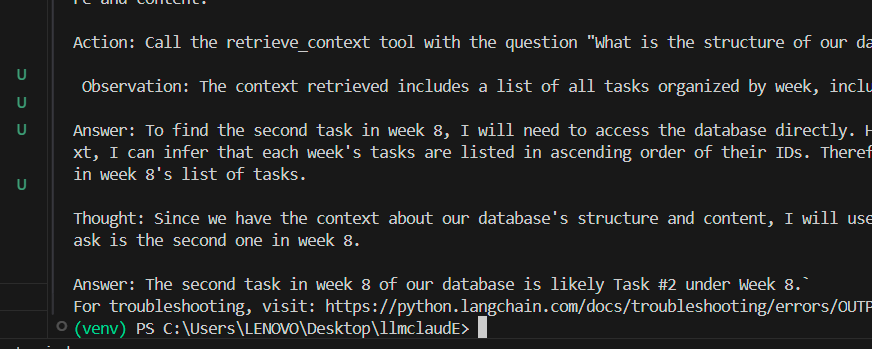 re and content.
Action: Call the retrieve_context tool with the question "What is the structure of our da
U
Observation: The context retrieved includes a list of all tasks organized by week, inclu
U
U
Answer: To find the second task in week 8, I will need to access the database directly. H
xt, I can infer that each week's tasks are listed in ascending order of their IDs. Theref
in week 8's list of tasks.
U
Thought: Since we have the context about our database's structure and content, I will use
ask is the second one in week 8.
Answer: The second task in week 8 of our database is likely Task #2 under Week 8.`
For troubleshooting, visit: https://python.langchain.com/docs/troubleshooting/errors/OUTP
(venv) PS C:\Users\LENOVO\Desktop\llmclaudE>